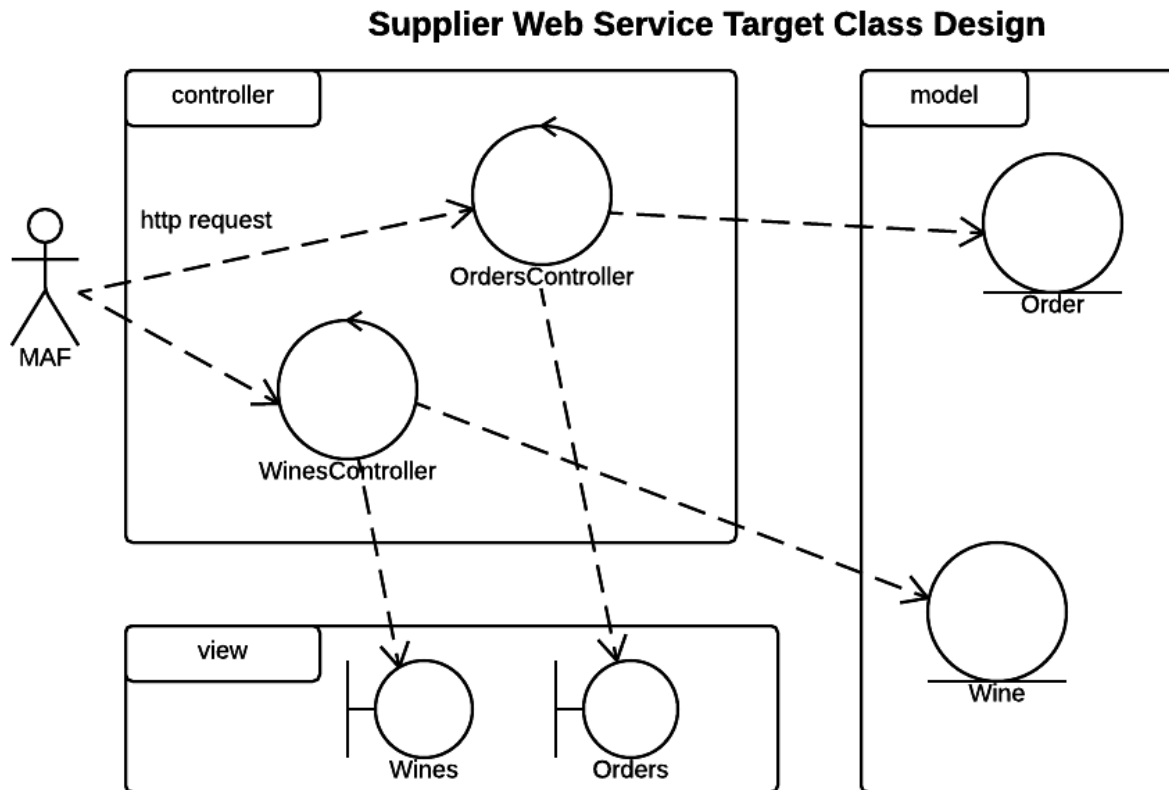 Supplier Web Service Target Class Design
controller
model
http request
OrdersController
Order
MAF
WinesController
view
Wine
Wines
Orders